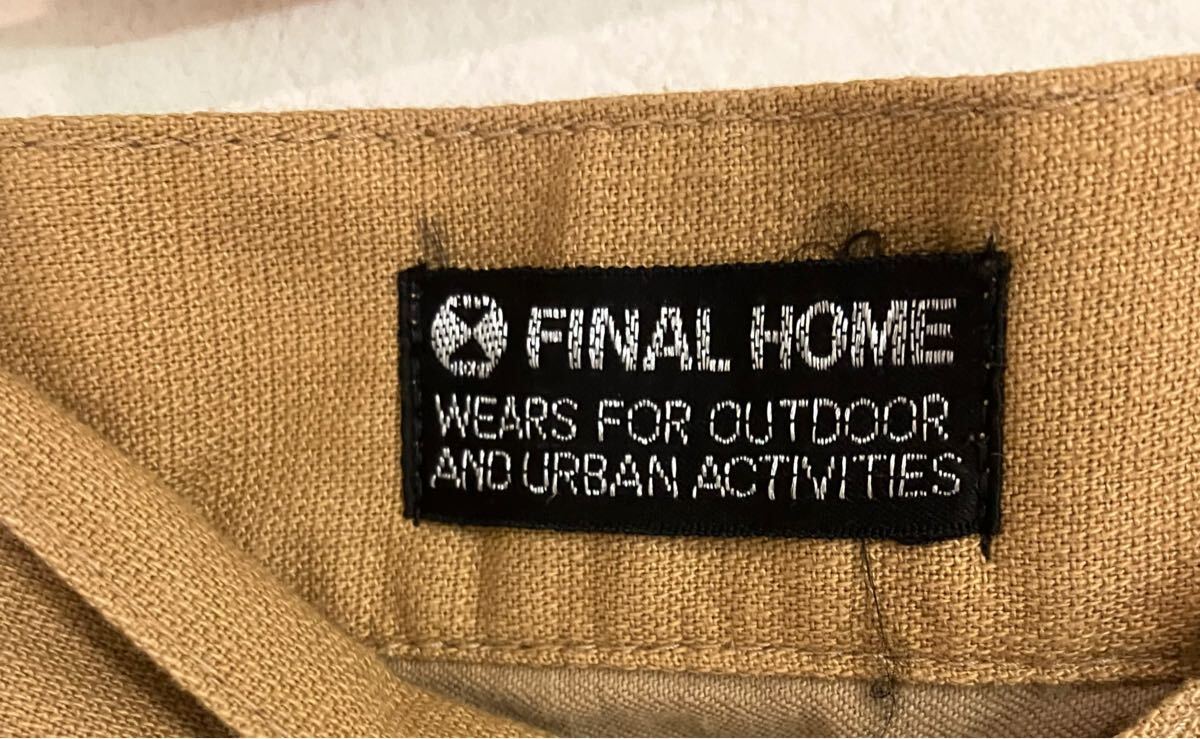 FINAL HOME
WEARS FOR OUTDOOR
AND URBAN ACTIVITIES